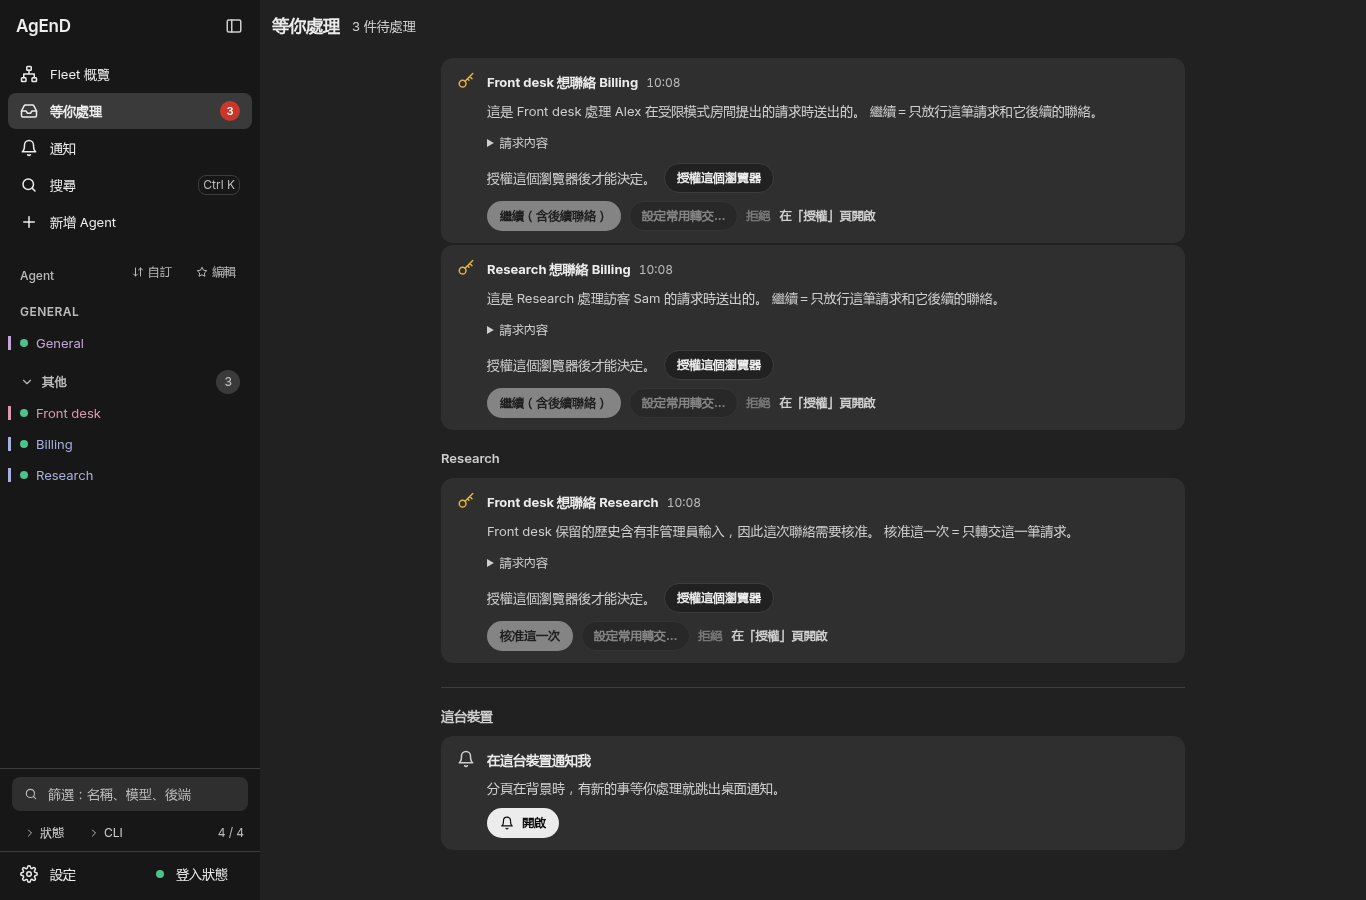 AgEnD
Fleet 概覽
等你處理 3
通知
搜尋 Ctrl K
新增 Agent
Agent 自訂 編輯
GENERAL
General
其他 3
Front desk
Billing
Research
篩選：名稱、模型、後端
狀態 CLI 4 / 4
設定 登入狀態
等你處理 3 件待處理
Front desk 想聯絡 Billing 10:08
這是 Front desk 處理 Alex 在受限模式房間提出的請求時送出的。 繼續＝只放行這筆請求和它後續的聯絡。
請求內容
授權這個瀏覽器後才能決定。 授權這個瀏覽器
繼續（含後續聯絡） 設定常用轉交… 拒絕 在「授權」頁開啟
Research 想聯絡 Billing 10:08
這是 Research 處理訪客 Sam 的請求時送出的。 繼續＝只放行這筆請求和它後續的聯絡。
請求內容
授權這個瀏覽器後才能決定。 授權這個瀏覽器
繼續（含後續聯絡） 設定常用轉交… 拒絕 在「授權」頁開啟
Research
Front desk 想聯絡 Research 10:08
Front desk 保留的歷史含有非管理員輸入，因此這次聯絡需要核准。 核准這一次＝只轉交這一筆請求。
請求內容
授權這個瀏覽器後才能決定。 授權這個瀏覽器
核准這一次 設定常用轉交… 拒絕 在「授權」頁開啟
這台裝置
在這台裝置通知我
分頁在背景時，有新的事等你處理就跳出桌面通知。
開啟